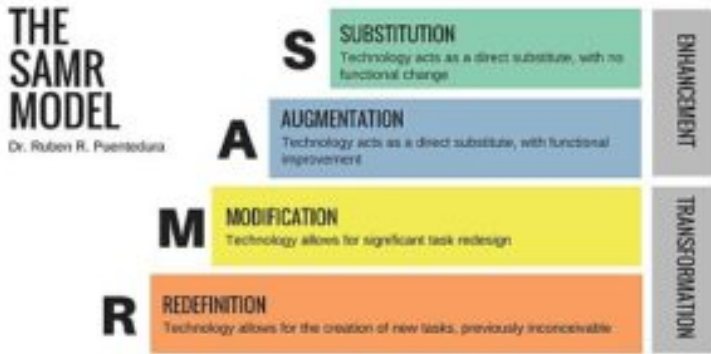 THE
SAMR
MODEL
Dr. Ruben R. Puentedura
S
SUBSTITUTION
Technology acts as a direct substitute, with no
functional change
A
AUGMENTATION
Technology acts as a direct substitute, with functional
improvement
ENHANCEMENT
M
MODIFICATION
Technology allows for significant task redesign
R
REDEFINITION
Technology allows for the creation of new tasks, previously inconceivable
TRANSFORMATION